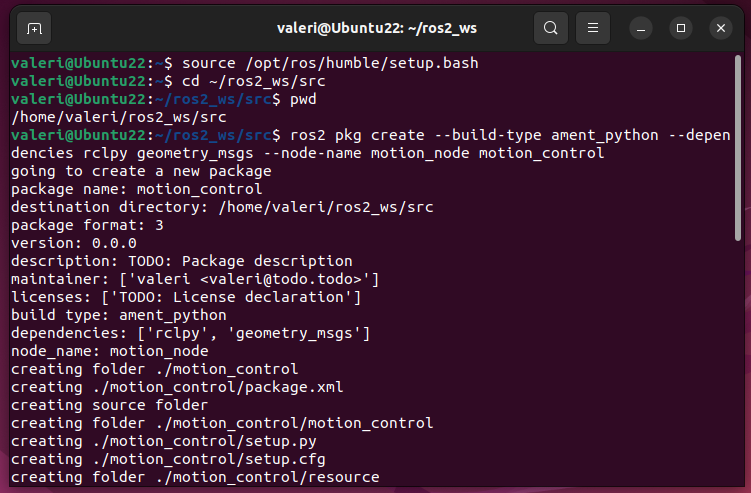 valeri@Ubuntu22: ~/ros2_ws
valeri@Ubuntu22:~$ source /opt/ros/humble/setup.bash
valeri@Ubuntu22:~$ cd ~/ros2_ws/src
valeri@Ubuntu22:~/ros2_ws/src$ pwd
/home/valeri/ros2_ws/src
valeri@Ubuntu22:~/ros2_ws/src$ ros2 pkg create --build-type ament_python --depen
dencies rclpy geometry_msgs --node-name motion_node motion_control
going to create a new package
package name: motion_control
destination directory: /home/valeri/ros2_ws/src
package format: 3
version: 0.0.0
description: TODO: Package description
maintainer: ['valeri <valeri@todo.todo>']
licenses: ['TODO: License declaration']
build type: ament_python
dependencies: ['rclpy', 'geometry_msgs']
node_name: motion_node
creating folder ./motion_control
creating ./motion_control/package.xml
creating source folder
creating folder ./motion_control/motion_control
creating ./motion_control/setup.py
creating ./motion_control/setup.cfg
creating folder ./motion_control/resource